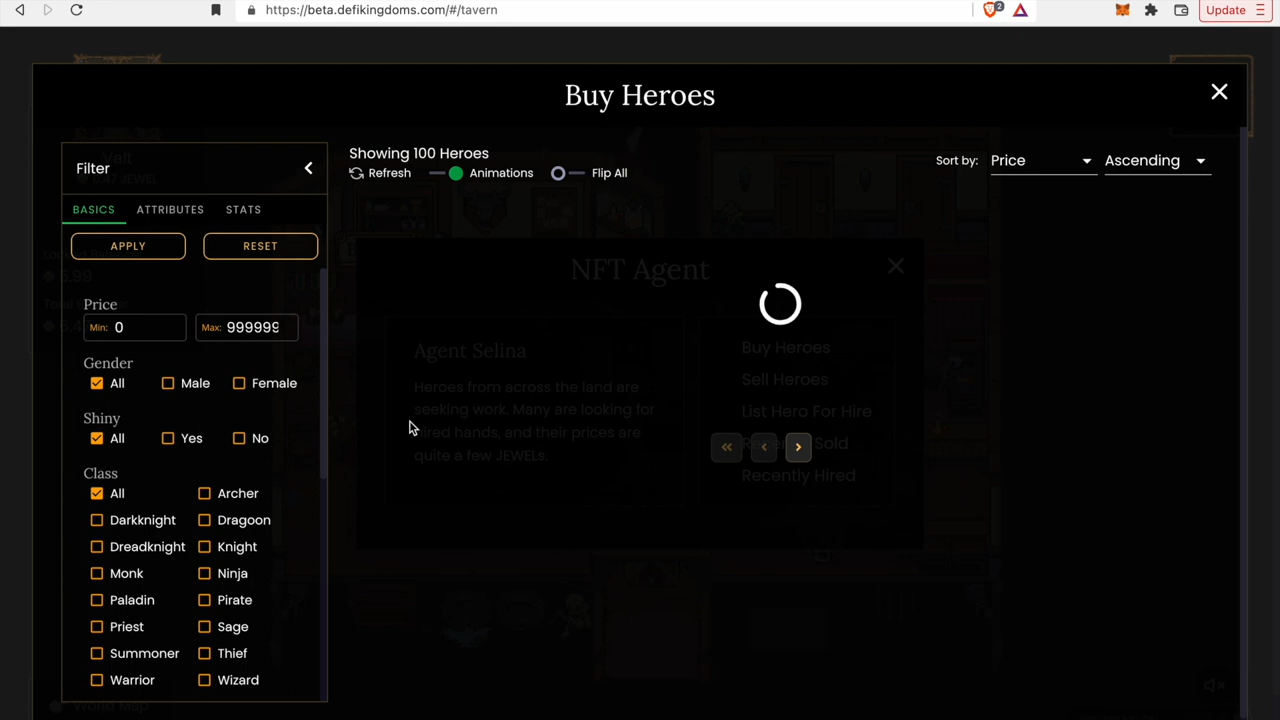 https://beta.defikingdoms.com/#/tavern
2
Update
Buy Heroes
Filter
Showing 100 Heroes
Refresh
Animations
Flip All
Sort by:
Price
Ascending
BASICS
ATTRIBUTES
STATS
APPLY
RESET
Price
Min: 0
Max: 999999
Gender
All
Male
Female
Shiny
All
Yes
No
Class
All
Archer
Darkknight
Dragoon
Dreadknight
Knight
Monk
Ninja
Paladin
Pirate
Priest
Sage
Summoner
Thief
Warrior
Wizard
NFT Agent
Agent Selina
Heroes from across the land are
seeking work. Many are looking for
hired hands, and their prices are
quite a few JEWELs.
Buy Heroes
Sell Heroes
List Hero For Hire
Sold
Recently Hired
World Map